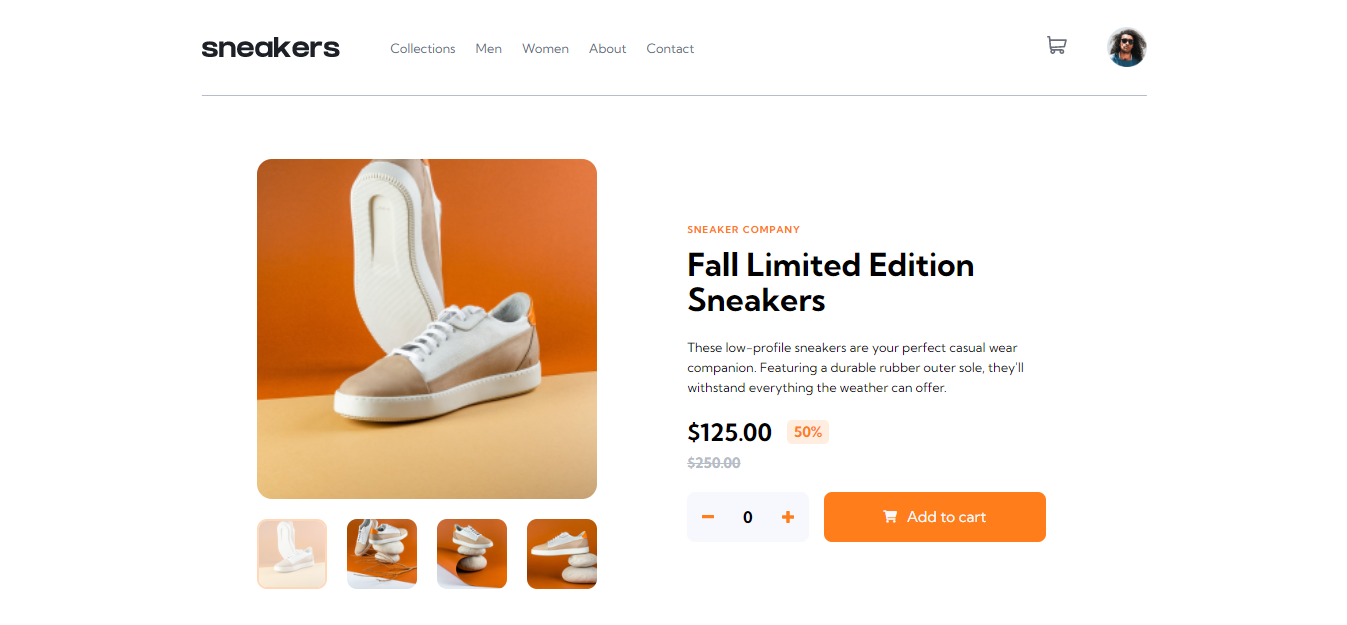 sneakers
Collections Men Women About Contact
SNEAKER COMPANY
Fall Limited Edition
Sneakers
These low-profile sneakers are your perfect casual wear
companion. Featuring a durable rubber outer sole, they'll
withstand everything the weather can offer.
$125.00 50%
$250.00
0
Add to cart